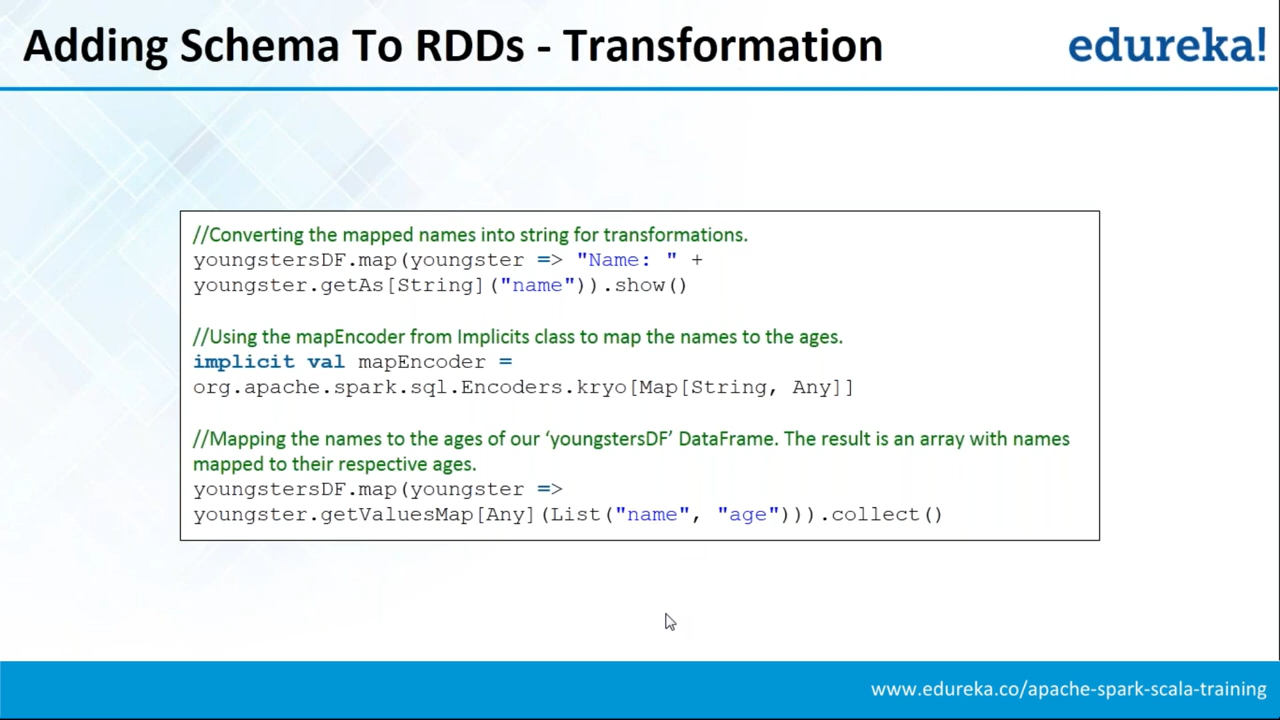 Adding Schema To RDDs - Transformation
edureka!
//Converting the mapped names into string for transformations.
youngstersDF.map(youngster => "Name: " +
youngster.getAs[String]("name")).show()
//Using the mapEncoder from Implicits class to map the names to the ages.
implicit val mapEncoder =
org.apache.spark.sql.Encoders.kryo[Map[String, Any]]
//Mapping the names to the ages of our ‘youngstersDF’ DataFrame. The result is an array with names
mapped to their respective ages.
youngstersDF.map(youngster =>
youngster.getValuesMap[Any](List("name", "age"))).collect()
www.edureka.co/apache-spark-scala-training